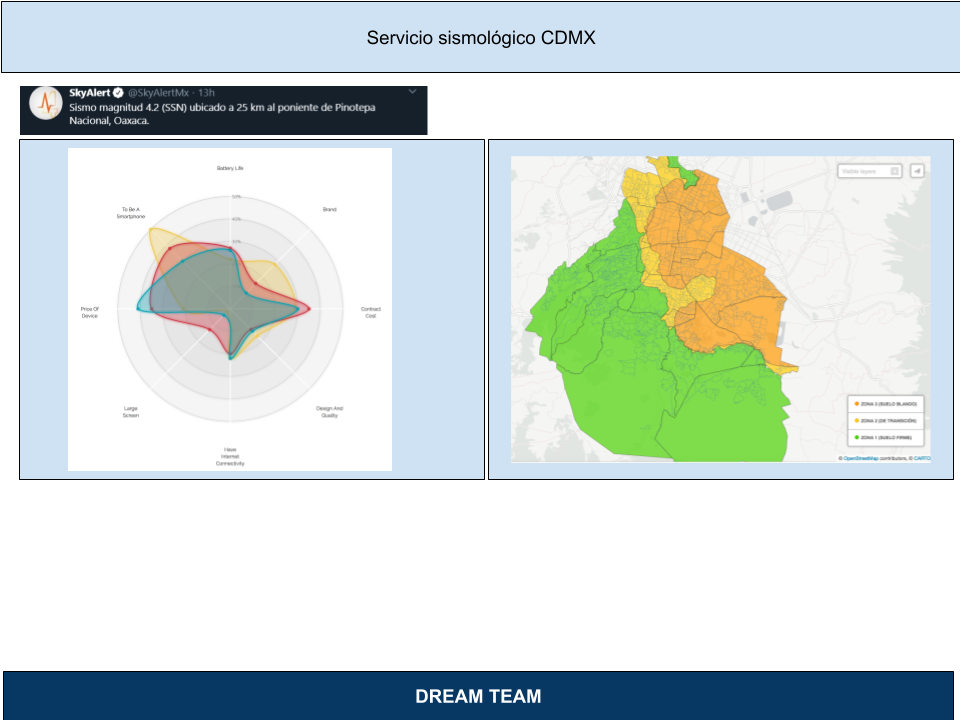 Servicio sismológico CDMX
SkyAlert @SkyAlertMx · 13h
Sismo magnitud 4.2 (SSN) ubicado a 25 km al poniente de Pinotepa
Nacional, Oaxaca.
Battery Life
To Be A
Smartphone
Brand
50%
40%
30%
Price Of
Device
Contract
Cost
Large
Screen
Design And
Quality
Have
Internet
Connectivity
Visible layers
ZONA 3 (SUELO BLANDO)
ZONA 2 (DE TRANSICIÓN)
ZONA 1 (SUELO FIRME)
© OpenStreetMap contributors, © CARTO
DREAM TEAM